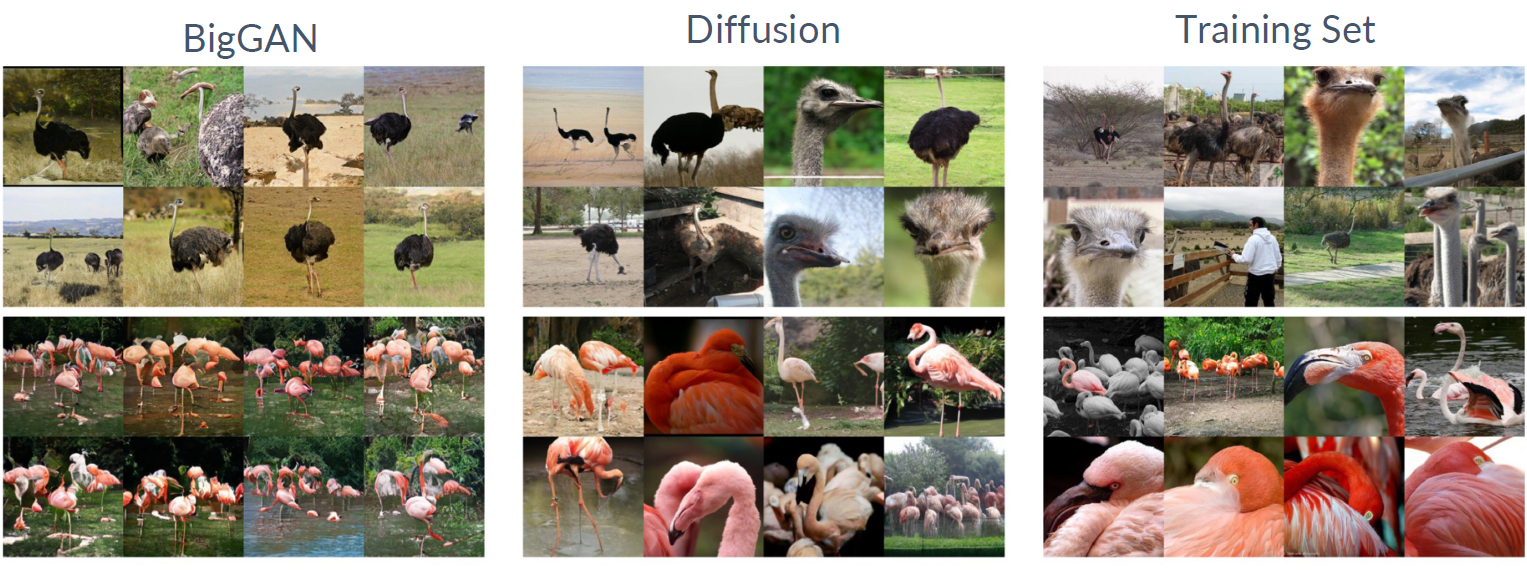 BigGAN
Diffusion
Training Set